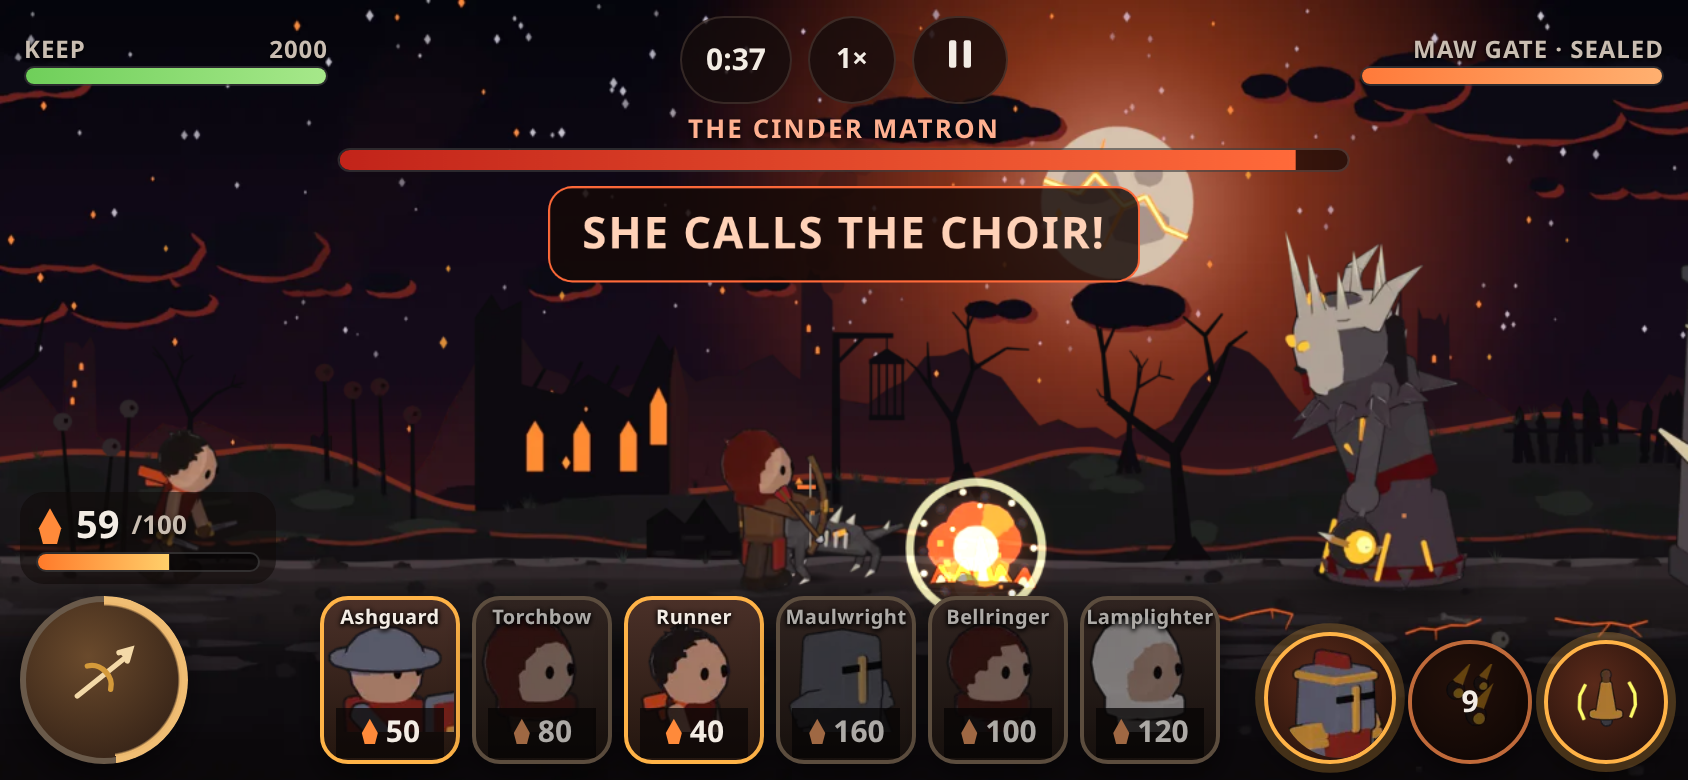 KEEP 2000
0:37
1×
MAW GATE · SEALED
THE CINDER MATRON
SHE CALLS THE CHOIR!
59 /100
Ashguard
50
Torchbow
80
Runner
40
Maulwright
160
Bellringer
100
Lamplighter
120
9